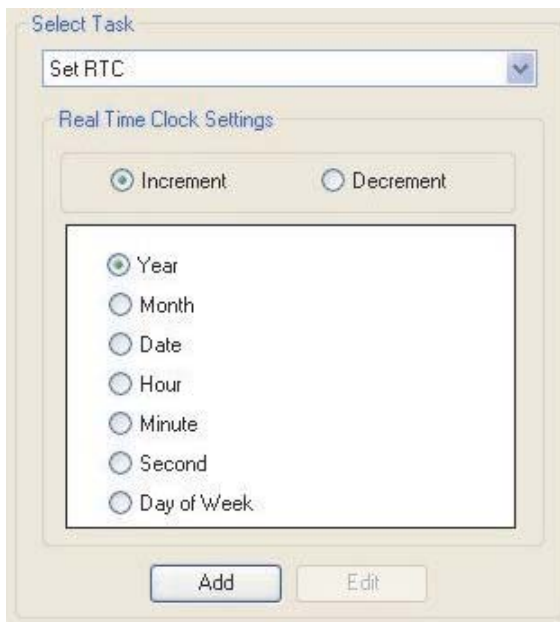 Select Task
Set RTC
Real Time Clock Settings
Increment Decrement
Year
Month
Date
Hour
Minute
Second
Day of Week
Add Edit